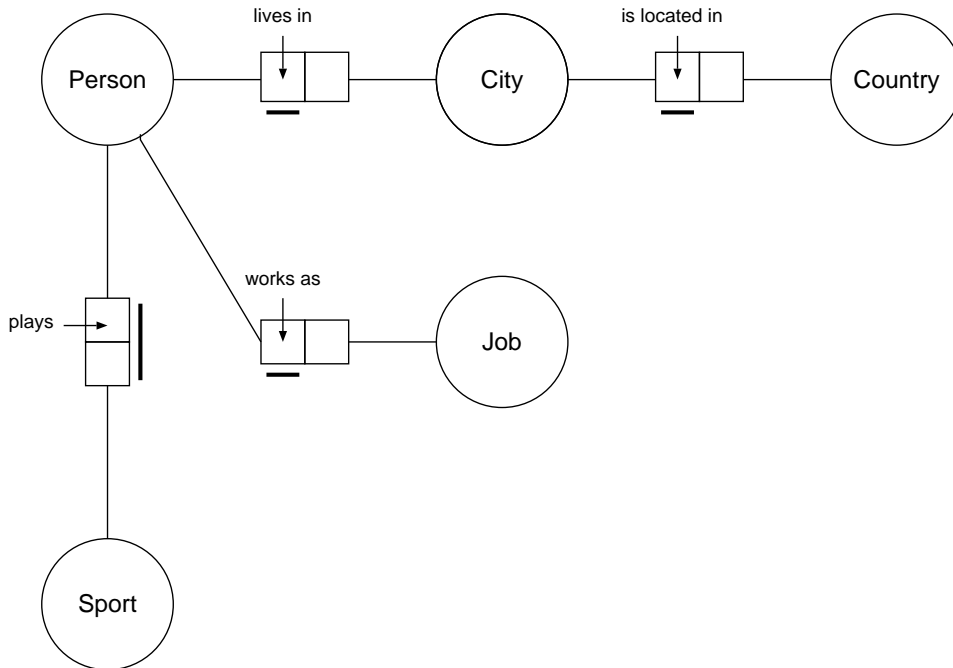 lives in
is located in
Person
City
Country
works as
plays
Job
Sport